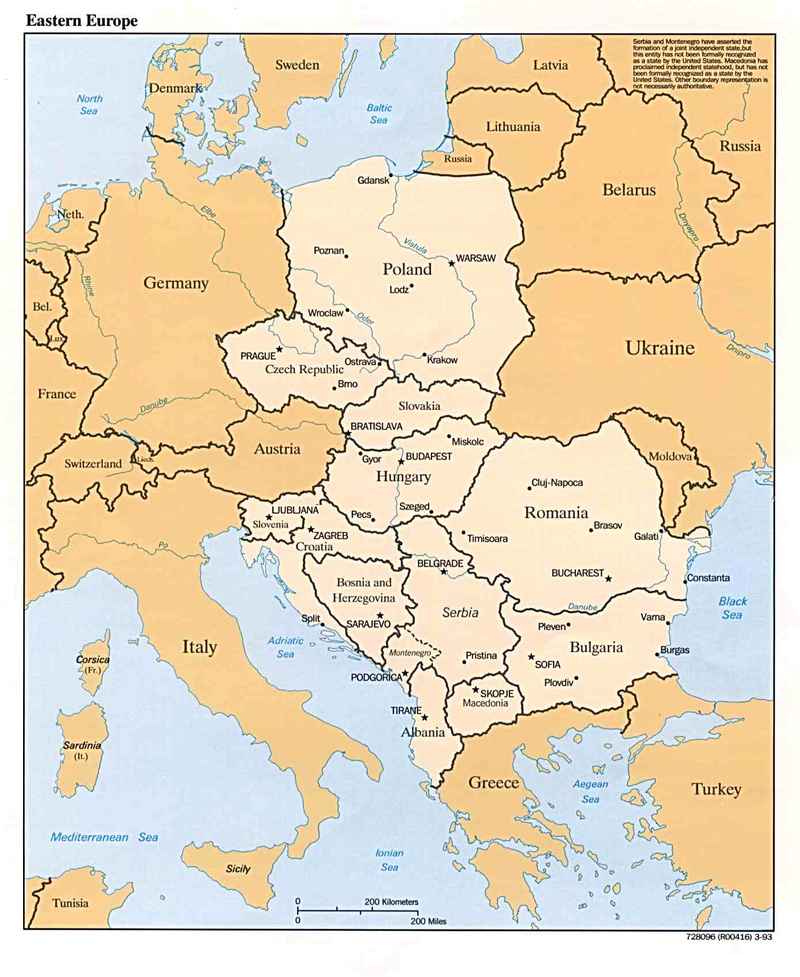 Eastern Europe
Serbia and Montenegro have asserted the
formation of a joint independent state,but
this entity has not been formally recognized
as a state by the United States. Macedonia has
proclaimed independent statehood, but has not
been formally recognized as a state by the
United States. Other boundary representation is
not necessarily authoritative.
Sweden
Latvia
Denmark
North
Sea
Baltic
Sea
Lithuania
Russia
Russia
Belarus
Gdansk
Neth.
Elbe
Dnyapro
Vistula
Poznan
WARSAW
Poland
Germany
Rhine
Lodz
Bel.
Wroclaw
Oder
Lux.
Ukraine
Dnipro
PRAGUE
Ostrava
Krakow
Czech Republic
Brno
France
Danube
Slovakia
BRATISLAVA
Miskolc
Austria
Gyor
BUDAPEST
Moldova
Switzerland
Liech.
Hungary
Cluj-Napoca
Szeged
Pecs
LJUBLJANA
Slovenia
Romania
Brasov
ZAGREB
Croatia
Timisoara
Galati
Po
BELGRADE
BUCHAREST
Constanta
Bosnia and
Herzegovina
Danube
Black
Sea
Serbia
Split
SARAJEVO
Pleven
Varna
Italy
Adriatic
Sea
Montenegro
Pristina
Bulgaria
Burgas
SOFIA
Corsica
(Fr.)
PODGORICA
Plovdiv
SKOPJE
Macedonia
TIRANE
Albania
Sardinia
(It.)
Greece
Aegean
Sea
Turkey
Mediterranean Sea
Ionian
Sea
Sicily
Tunisia
0 200 Kilometers
0 200 Miles
728096 (R00416) 3-93